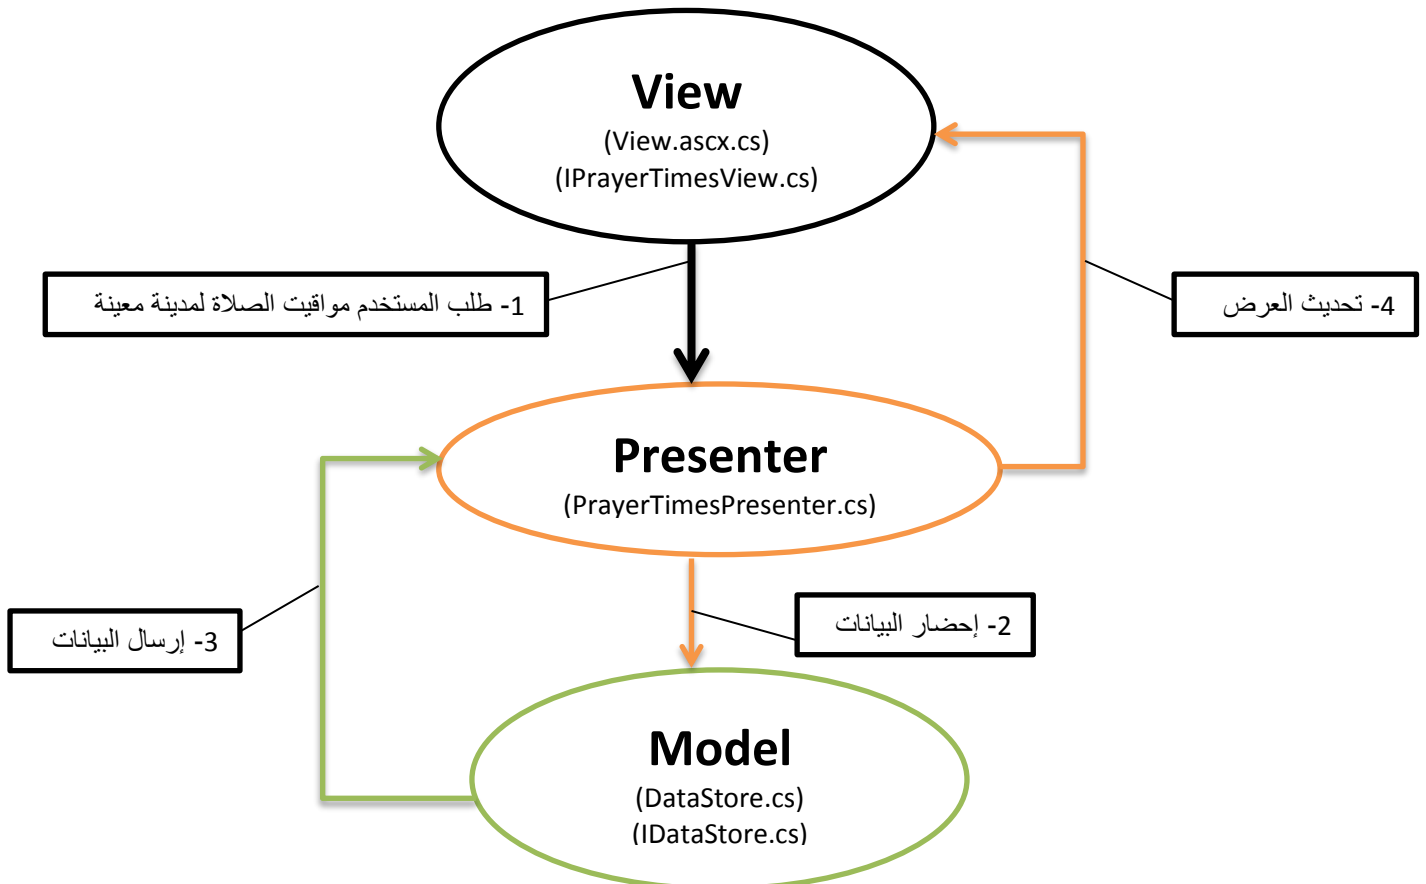 View
(View.ascx.cs)
(IPrayerTimesView.cs)
1- طلب المستخدم مواقيت الصلاة لمدينة معينة
4- تحديث العرض
Presenter
(PrayerTimesPresenter.cs)
2- إحضار البيانات
3- إرسال البيانات
Model
(DataStore.cs)
(IDataStore.cs)